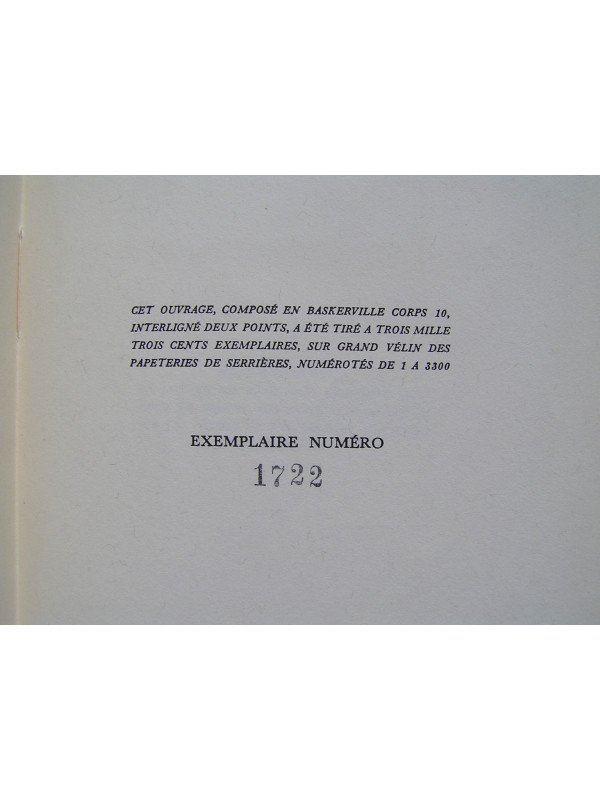 CET OUVRAGE, COMPOSÉ EN BASKERVILLE CORPS 10,
INTERLIGNÉ DEUX POINTS, A ÉTÉ TIRÉ A TROIS MILLE
TROIS CENTS EXEMPLAIRES, SUR GRAND VÉLIN DES
PAPETERIES DE SERRIÈRES, NUMÉROTÉS DE 1 A 3300
EXEMPLAIRE NUMÉRO
1722